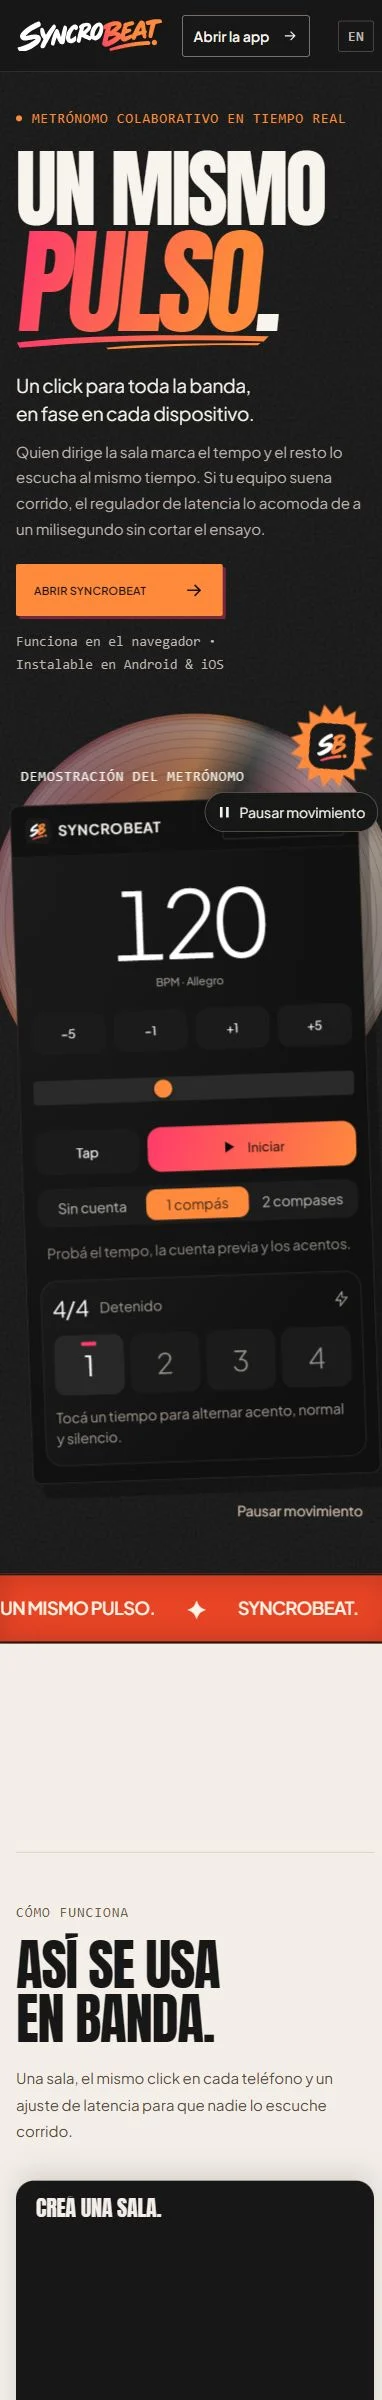 SYNCROBEAT
Abrir la app →
EN
• METRÓNOMO COLABORATIVO EN TIEMPO REAL
UN MISMO
PULSO.
Un click para toda la banda,
en fase en cada dispositivo.
Quien dirige la sala marca el tempo y el resto lo
escucha al mismo tiempo. Si tu equipo suena
corrido, el regulador de latencia lo acomoda de a
un milisegundo sin cortar el ensayo.
ABRIR SYNCROBEAT →
Funciona en el navegador •
Instalable en Android & iOS
SB
DEMOSTRACIÓN DEL METRÓNOMO
Pausar movimiento
SB SYNCROBEAT
120
BPM · Allegro
-5 -1 +1 +5
Tap Iniciar
Sin cuenta 1 compás 2 compases
Probá el tempo, la cuenta previa y los acentos.
4/4 Detenido
1 2 3 4
Tocá un tiempo para alternar acento, normal
y silencio.
Pausar movimiento
UN MISMO PULSO. ✦ SYNCROBEAT.
CÓMO FUNCIONA
ASÍ SE USA
EN BANDA.
Una sala, el mismo click en cada teléfono y un
ajuste de latencia para que nadie lo escuche
corrido.
CREÁ UNA SALA.